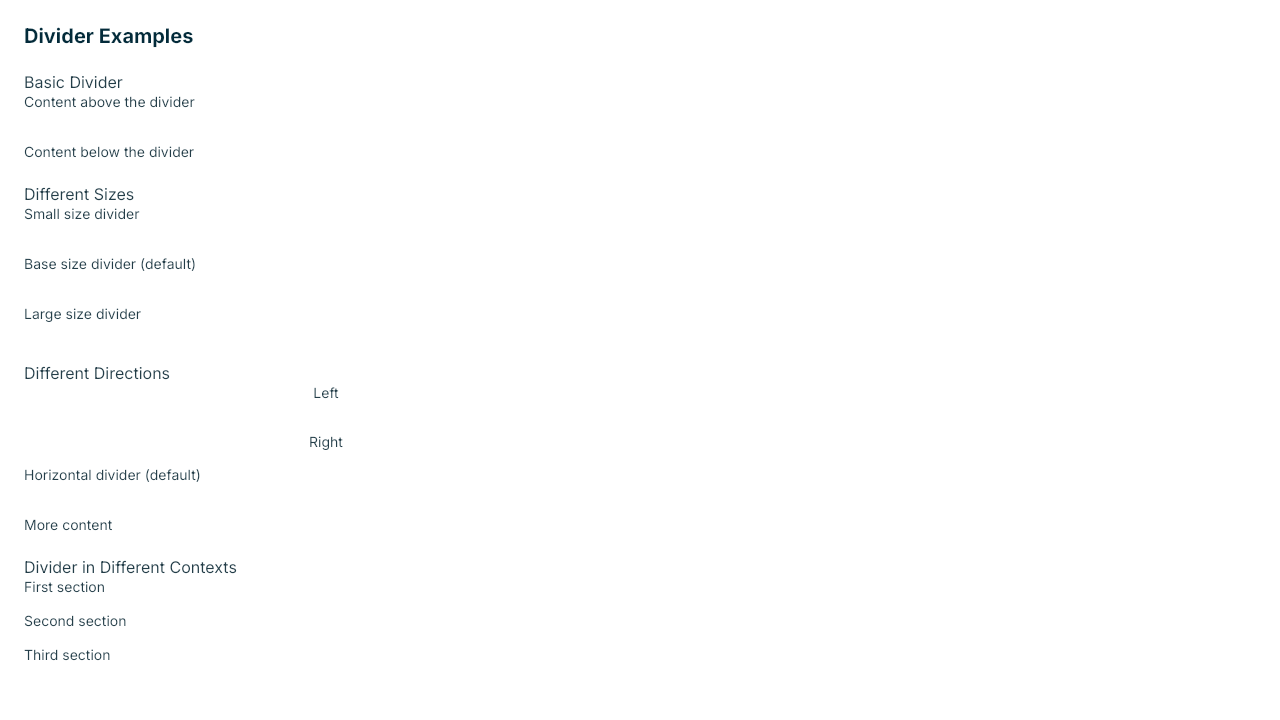 Divider Examples
Basic Divider
Content above the divider
Content below the divider
Different Sizes
Small size divider
Base size divider (default)
Large size divider
Different Directions
Left
Right
Horizontal divider (default)
More content
Divider in Different Contexts
First section
Second section
Third section